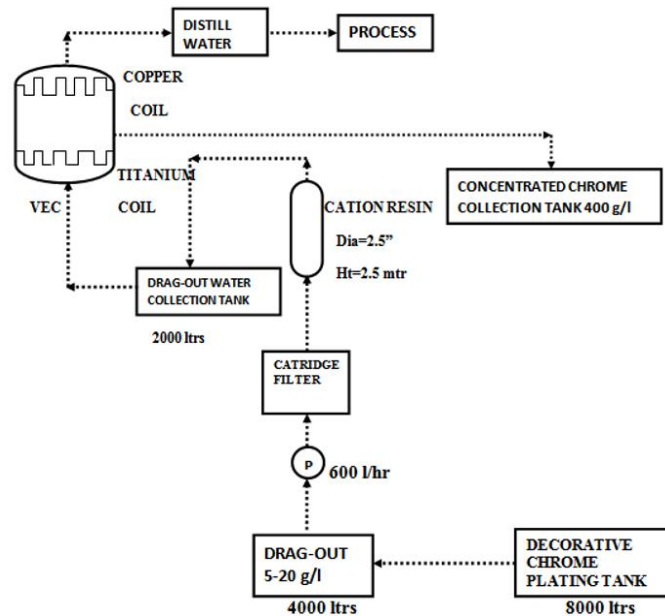 DISTILL
WATER
PROCESS
COPPER
COIL
TITANIUM
COIL
VEC
CATION RESIN
Dia=2.5”
Ht=2.5 mtr
CONCENTRATED CHROME
COLLECTION TANK 400 g/l
DRAG-OUT WATER
COLLECTION TANK
2000 ltrs
CATRIDGE
FILTER
P
600 l/hr
DRAG-OUT
5-20 g/l
4000 ltrs
DECORATIVE
CHROME
PLATING TANK
8000 ltrs